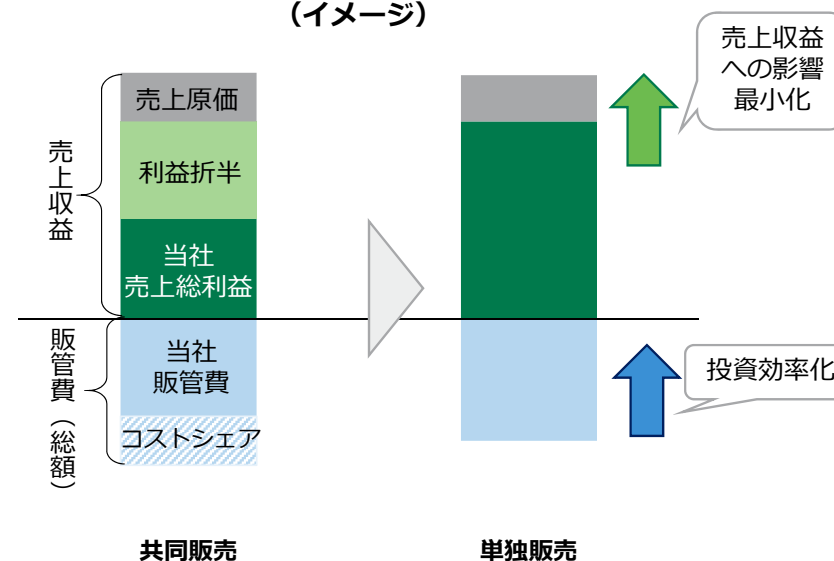 （イメージ）
売上収益
への影響
最小化
売上原価
利益折半
売上収益
当社
売上総利益
販管費（総額）
当社
販管費
コストシェア
投資効率化
共同販売
単独販売